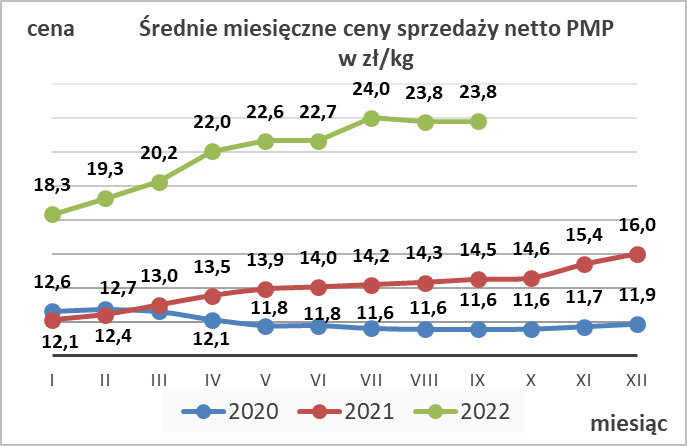 cena
Średnie miesięczne ceny sprzedaży netto PMP
w zł/kg
24,0 23,8 23,8
22,0 22,6 22,7
20,2
19,3
18,3
16,0
15,4
13,0 13,5 13,9 14,0 14,2 14,3 14,5 14,6
12,6 12,7
11,8 11,8 11,6 11,6 11,6 11,6 11,7 11,9
12,1 12,4 12,1
I II III IV V VI VII VIII IX X XI XII
2020 2021 2022
miesiąc